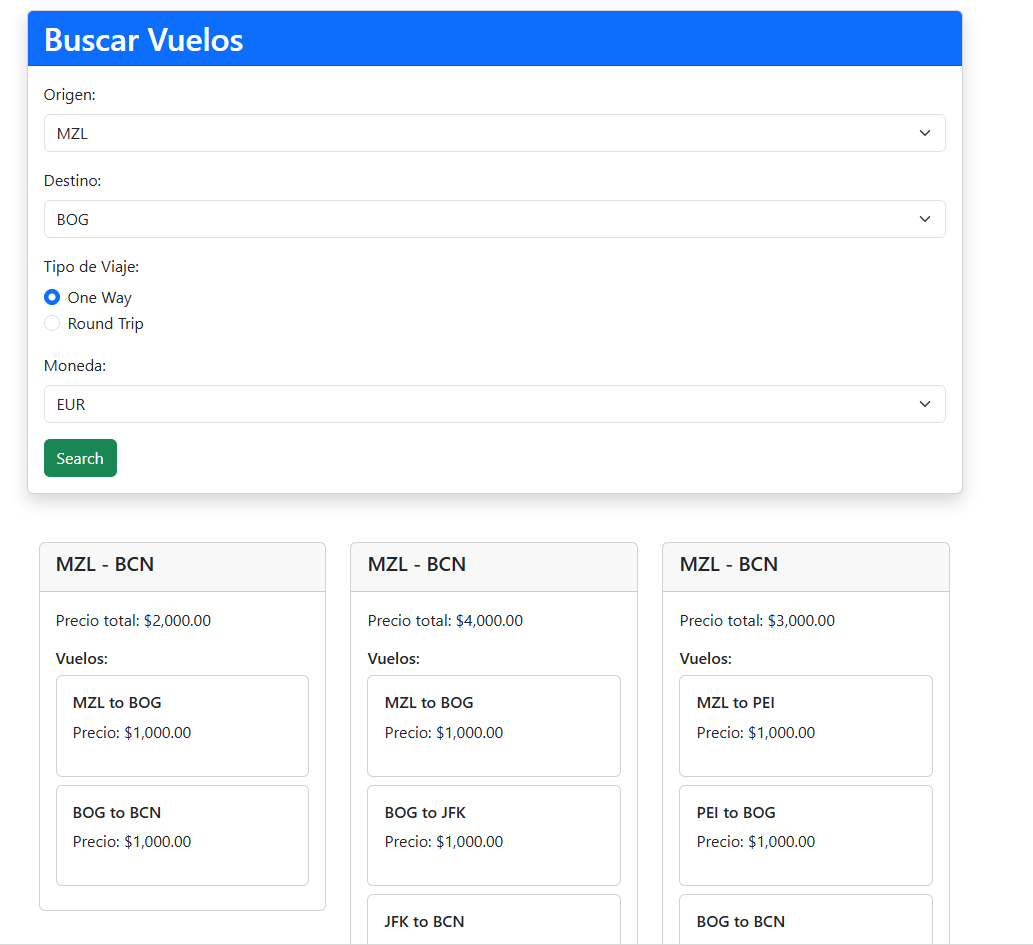 Buscar Vuelos
Origen:
MZL
Destino:
BOG
Tipo de Viaje:
One Way
Round Trip
Moneda:
EUR
Search
MZL - BCN
Precio total: $2,000.00
Vuelos:
MZL to BOG
Precio: $1,000.00
BOG to BCN
Precio: $1,000.00
MZL - BCN
Precio total: $4,000.00
Vuelos:
MZL to BOG
Precio: $1,000.00
BOG to JFK
Precio: $1,000.00
JFK to BCN
MZL - BCN
Precio total: $3,000.00
Vuelos:
MZL to PEI
Precio: $1,000.00
PEI to BOG
Precio: $1,000.00
BOG to BCN